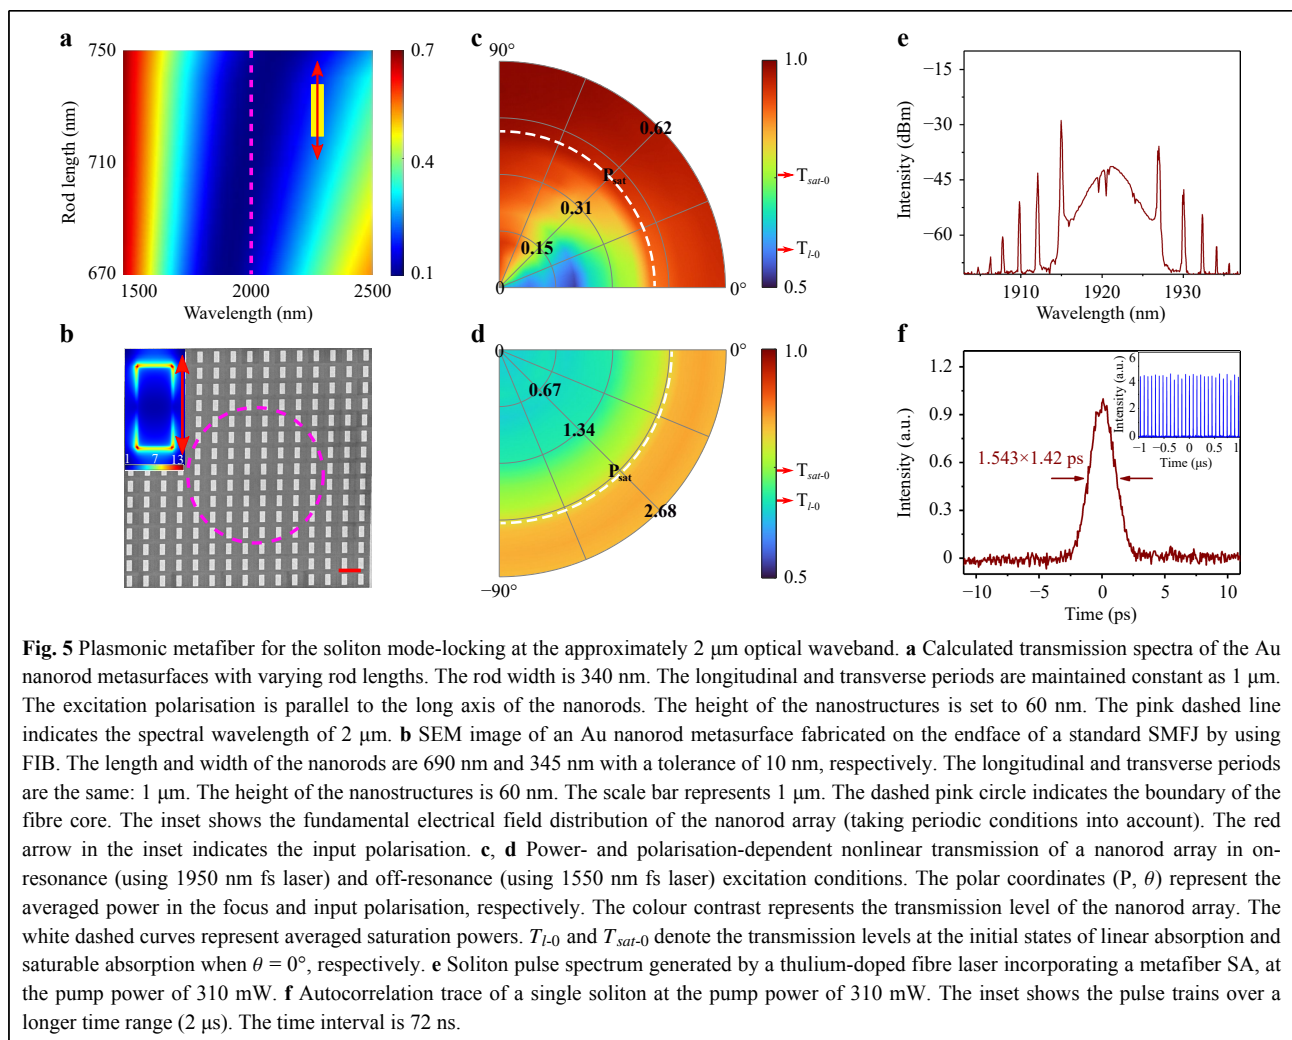 a
750
710
670
Rod length (nm)
1500
2000
2500
Wavelength (nm)
0.7
0.4
0.1
b
1
7
13
c
90°
0.62
P_sat
0.31
0.15
0
0°
1.0
T_sat-0
T_l-0
0.5
d
0
0°
0.67
1.34
P_sat
2.68
−90°
1.0
T_sat-0
T_l-0
0.5
e
−15
−30
−45
−60
Intensity (dBm)
1910
1920
1930
Wavelength (nm)
f
1.2
0.9
0.6
0.3
0
Intensity (a.u.)
1.543×1.42 ps
−10
−5
0
5
10
Time (ps)
6
4
2
0
Intensity (a.u.)
−1
−0.5
0
0.5
1
Time (μs)
Fig. 5 Plasmonic metafiber for the soliton mode-locking at the approximately 2 μm optical waveband. a Calculated transmission spectra of the Au
nanorod metasurfaces with varying rod lengths. The rod width is 340 nm. The longitudinal and transverse periods are maintained constant as 1 μm.
The excitation polarisation is parallel to the long axis of the nanorods. The height of the nanostructures is set to 60 nm. The pink dashed line
indicates the spectral wavelength of 2 μm. b SEM image of an Au nanorod metasurface fabricated on the endface of a standard SMFJ by using
FIB. The length and width of the nanorods are 690 nm and 345 nm with a tolerance of 10 nm, respectively. The longitudinal and transverse periods
are the same: 1 μm. The height of the nanostructures is 60 nm. The scale bar represents 1 μm. The dashed pink circle indicates the boundary of the
fibre core. The inset shows the fundamental electrical field distribution of the nanorod array (taking periodic conditions into account). The red
arrow in the inset indicates the input polarisation. c, d Power- and polarisation-dependent nonlinear transmission of a nanorod array in on-
resonance (using 1950 nm fs laser) and off-resonance (using 1550 nm fs laser) excitation conditions. The polar coordinates (P, θ) represent the
averaged power in the focus and input polarisation, respectively. The colour contrast represents the transmission level of the nanorod array. The
white dashed curves represent averaged saturation powers. T_l-0 and T_sat-0 denote the transmission levels at the initial states of linear absorption and
saturable absorption when θ = 0°, respectively. e Soliton pulse spectrum generated by a thulium-doped fibre laser incorporating a metafiber SA, at
the pump power of 310 mW. f Autocorrelation trace of a single soliton at the pump power of 310 mW. The inset shows the pulse trains over a
longer time range (2 μs). The time interval is 72 ns.